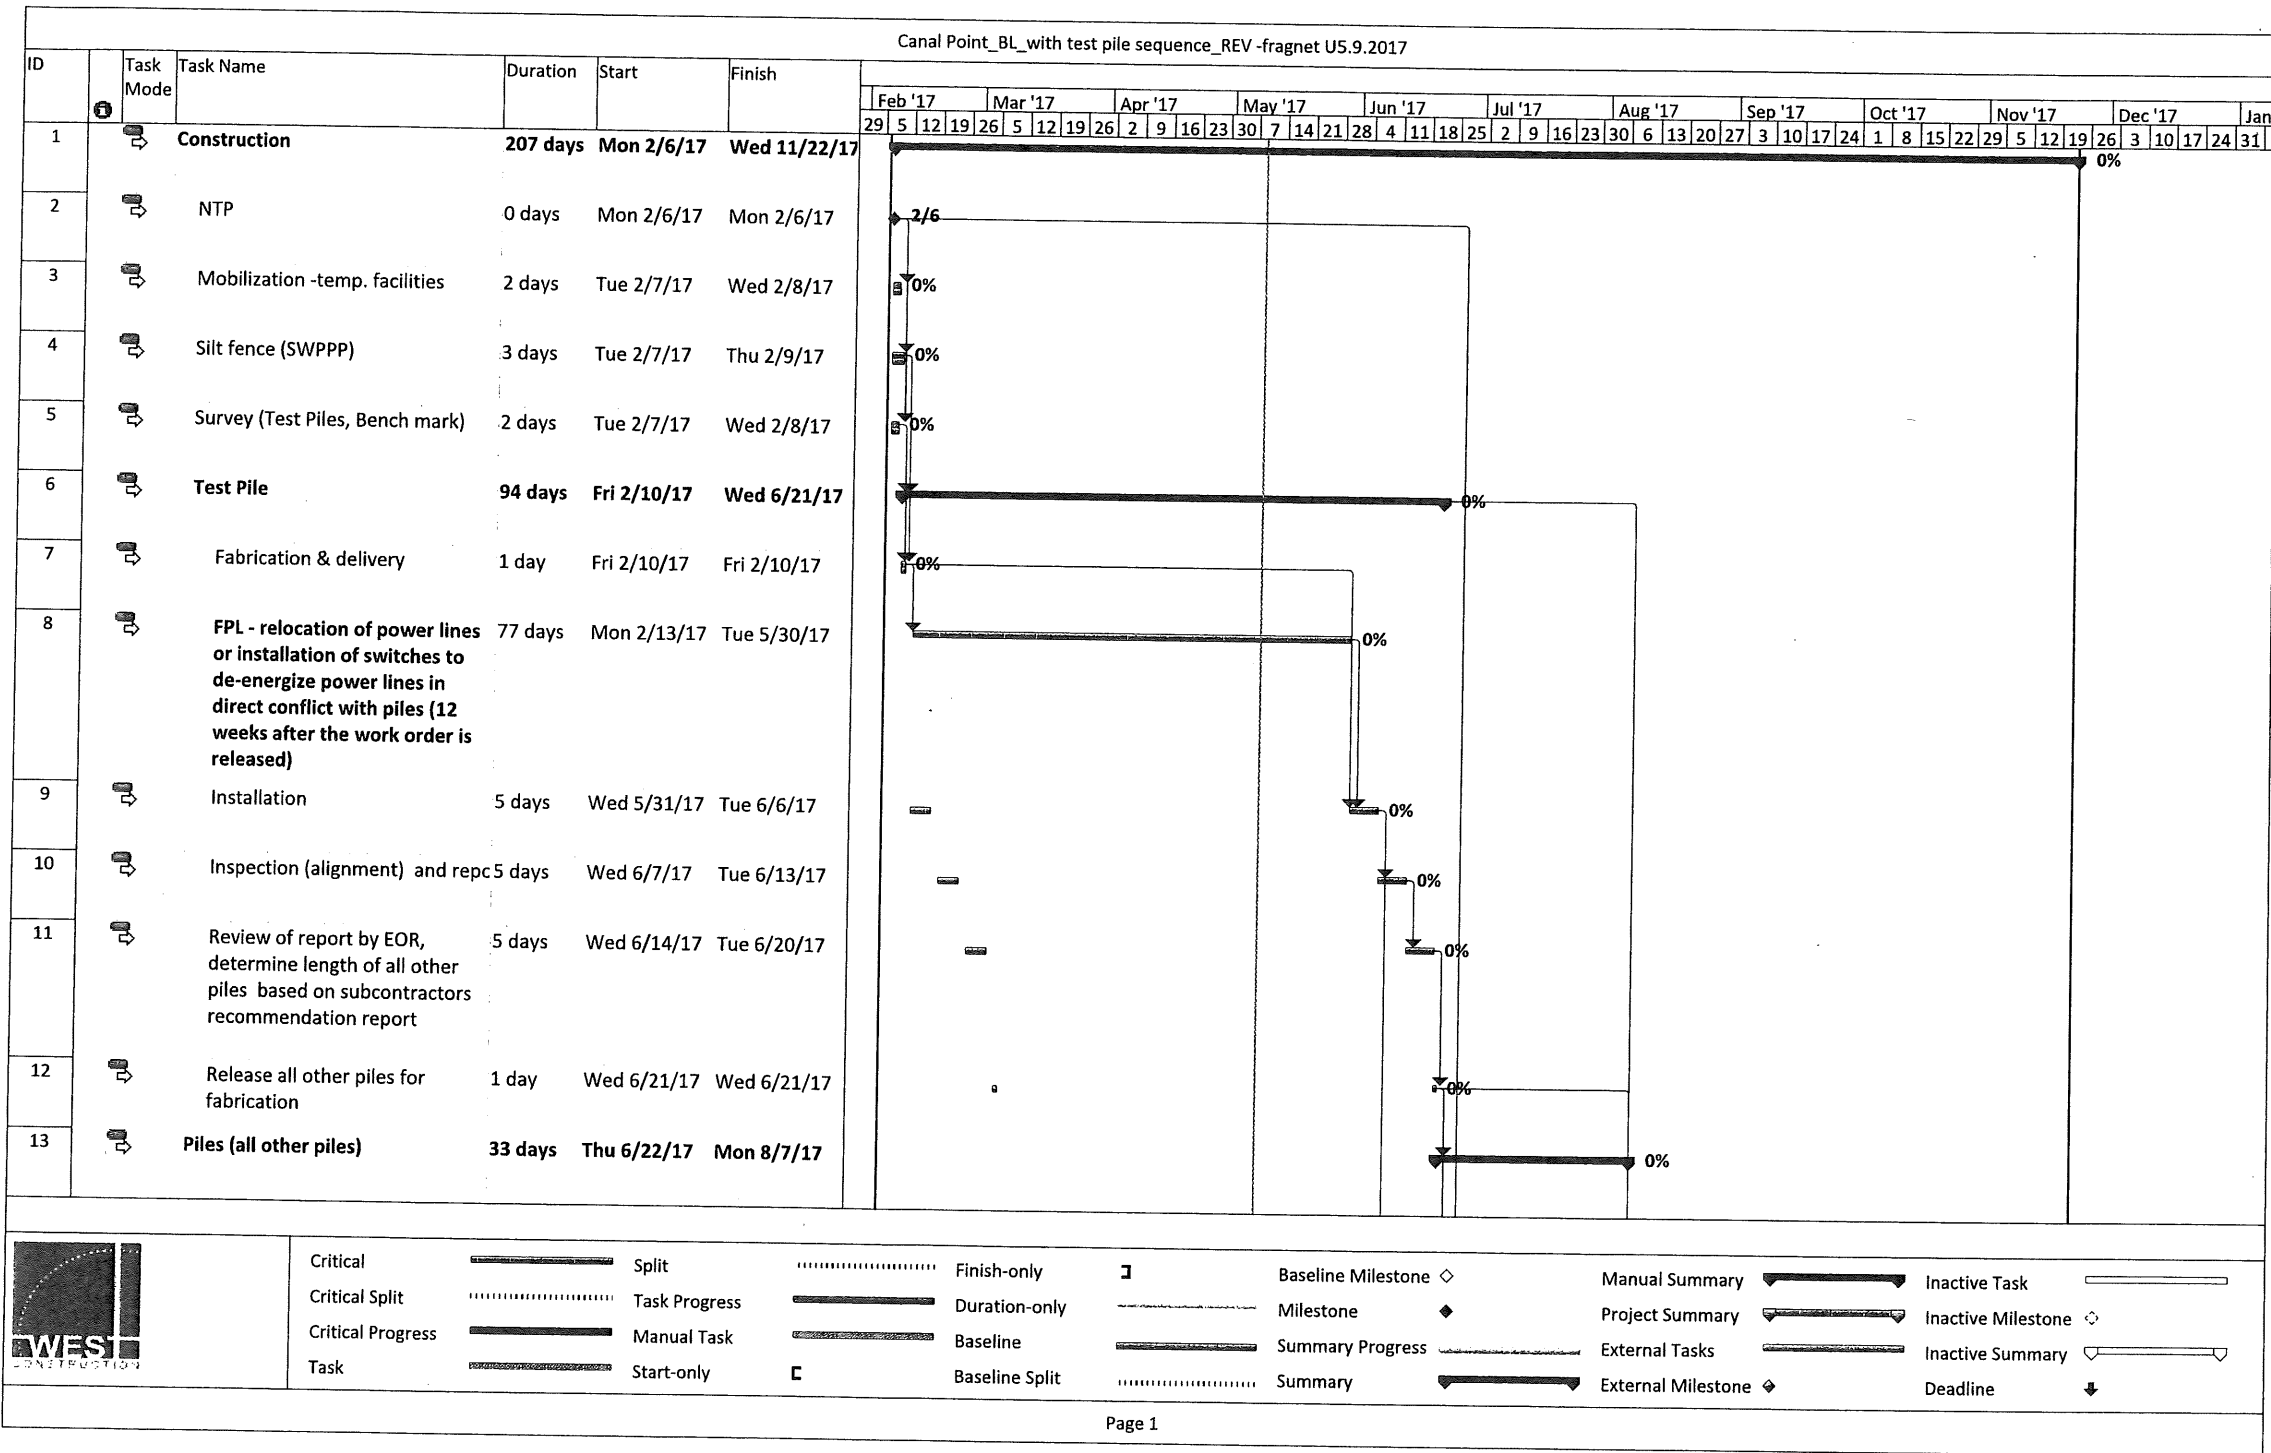 Canal Point_BL_with test pile sequence_REV -fragnet U5.9.2017
ID Task Mode Task Name Duration Start Finish
Feb '17 Mar '17 Apr '17 May '17 Jun '17 Jul '17 Aug '17 Sep '17 Oct '17 Nov '17 Dec '17 Jan
29 5 12 19 26 5 12 19 26 2 9 16 23 30 7 14 21 28 4 11 18 25 2 9 16 23 30 6 13 20 27 3 10 17 24 1 8 15 22 29 5 12 19 26 3 10 17 24 31
1 Construction 207 days Mon 2/6/17 Wed 11/22/17 0%
2 NTP 0 days Mon 2/6/17 Mon 2/6/17 2/6
3 Mobilization -temp. facilities 2 days Tue 2/7/17 Wed 2/8/17 0%
4 Silt fence (SWPPP) 3 days Tue 2/7/17 Thu 2/9/17 0%
5 Survey (Test Piles, Bench mark) 2 days Tue 2/7/17 Wed 2/8/17 0%
6 Test Pile 94 days Fri 2/10/17 Wed 6/21/17 0%
7 Fabrication & delivery 1 day Fri 2/10/17 Fri 2/10/17 0%
8 FPL - relocation of power lines 77 days Mon 2/13/17 Tue 5/30/17 0%
or installation of switches to
de-energize power lines in
direct conflict with piles (12
weeks after the work order is
released)
9 Installation 5 days Wed 5/31/17 Tue 6/6/17 0%
10 Inspection (alignment) and repc 5 days Wed 6/7/17 Tue 6/13/17 0%
11 Review of report by EOR, 5 days Wed 6/14/17 Tue 6/20/17 0%
determine length of all other
piles based on subcontractors
recommendation report
12 Release all other piles for 1 day Wed 6/21/17 Wed 6/21/17 0%
fabrication
13 Piles (all other piles) 33 days Thu 6/22/17 Mon 8/7/17 0%
WEST
CONSTRUCTION
Critical Split Finish-only Baseline Milestone Manual Summary Inactive Task
Critical Split Task Progress Duration-only Milestone Project Summary Inactive Milestone
Critical Progress Manual Task Baseline Summary Progress External Tasks Inactive Summary
Task Start-only Baseline Split Summary External Milestone Deadline
Page 1